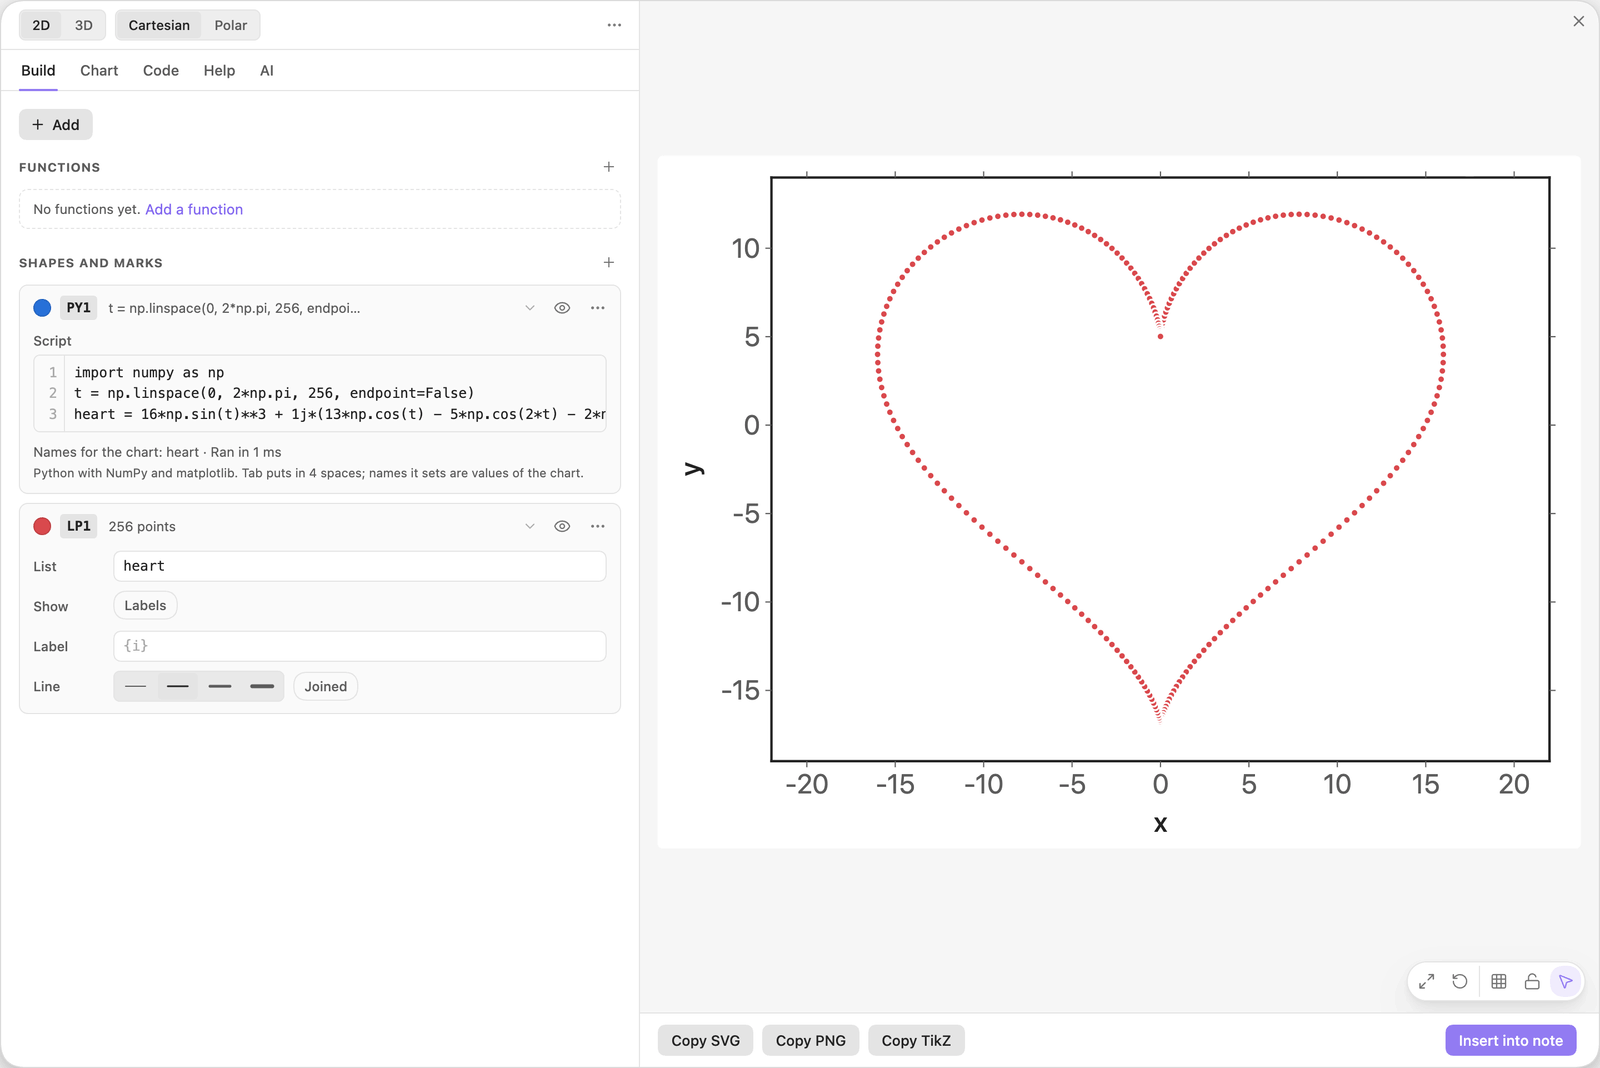 2D 3D Cartesian Polar
Build Chart Code Help AI
+ Add
FUNCTIONS
No functions yet. Add a function
SHAPES AND MARKS
PY1 t = np.linspace(0, 2*np.pi, 256, endpoi...
Script
1 import numpy as np
2 t = np.linspace(0, 2*np.pi, 256, endpoint=False)
3 heart = 16*np.sin(t)**3 + 1j*(13*np.cos(t) - 5*np.cos(2*t) - 2*
Names for the chart: heart · Ran in 1 ms
Python with NumPy and matplotlib. Tab puts in 4 spaces; names it sets are values of the chart.
LP1 256 points
List heart
Show Labels
Label {i}
Line Joined
10
5
0
-5
-10
-15
y
-20 -15 -10 -5 0 5 10 15 20
x
Copy SVG Copy PNG Copy TikZ Insert into note